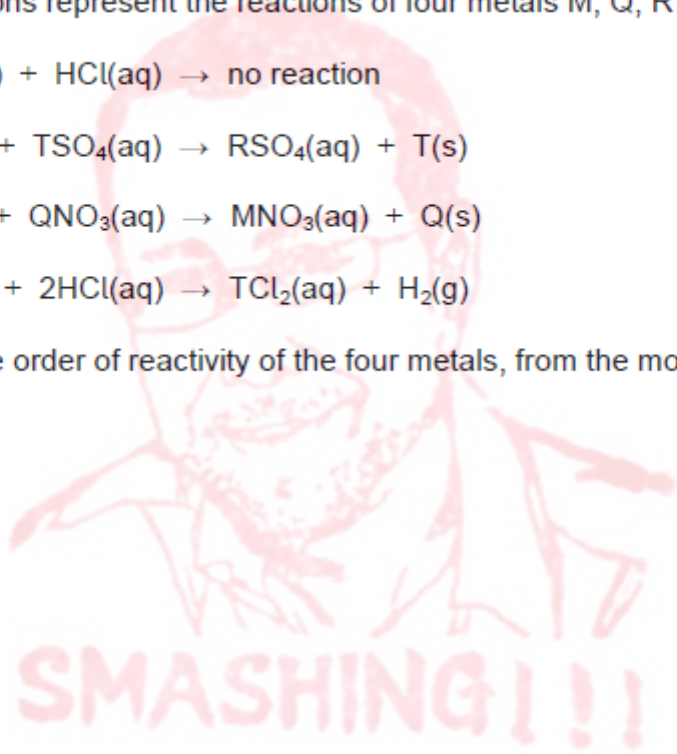 ons represent the reactions of four metals M, Q, R
) + HCl(aq) → no reaction
+ TSO₄(aq) → RSO₄(aq) + T(s)
+ QNO₃(aq) → MNO₃(aq) + Q(s)
+ 2HCl(aq) → TCl₂(aq) + H₂(g)
e order of reactivity of the four metals, from the mo
SMASHING!!!